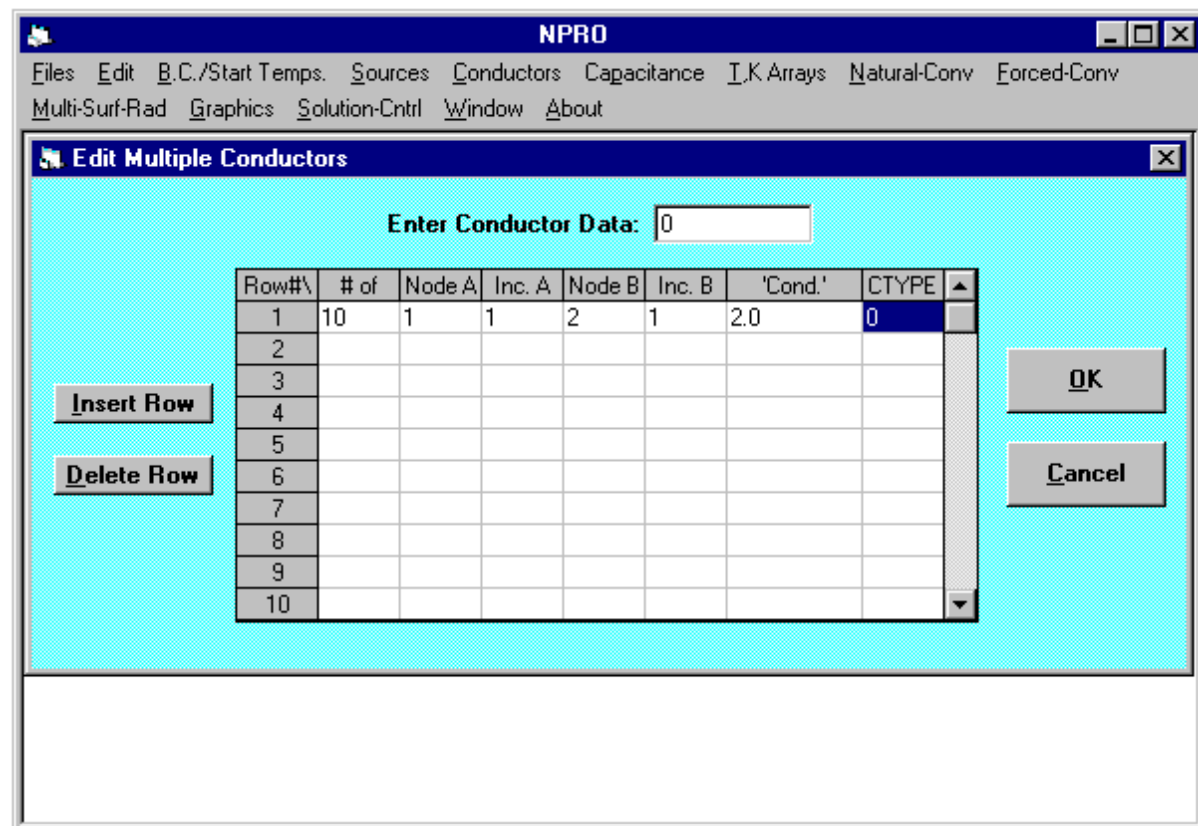 NPRO
Files Edit B.C./Start Temps. Sources Conductors Capacitance T,K Arrays Natural-Conv Forced-Conv
Multi-Surf-Rad Graphics Solution-Cntrl Window About
Edit Multiple Conductors
Enter Conductor Data: 0
Row#\ # of Node A Inc. A Node B Inc. B 'Cond.' CTYPE
1 10 1 1 2 1 2.0 0
2
3
4
5
6
7
8
9
10
Insert Row
Delete Row
OK
Cancel